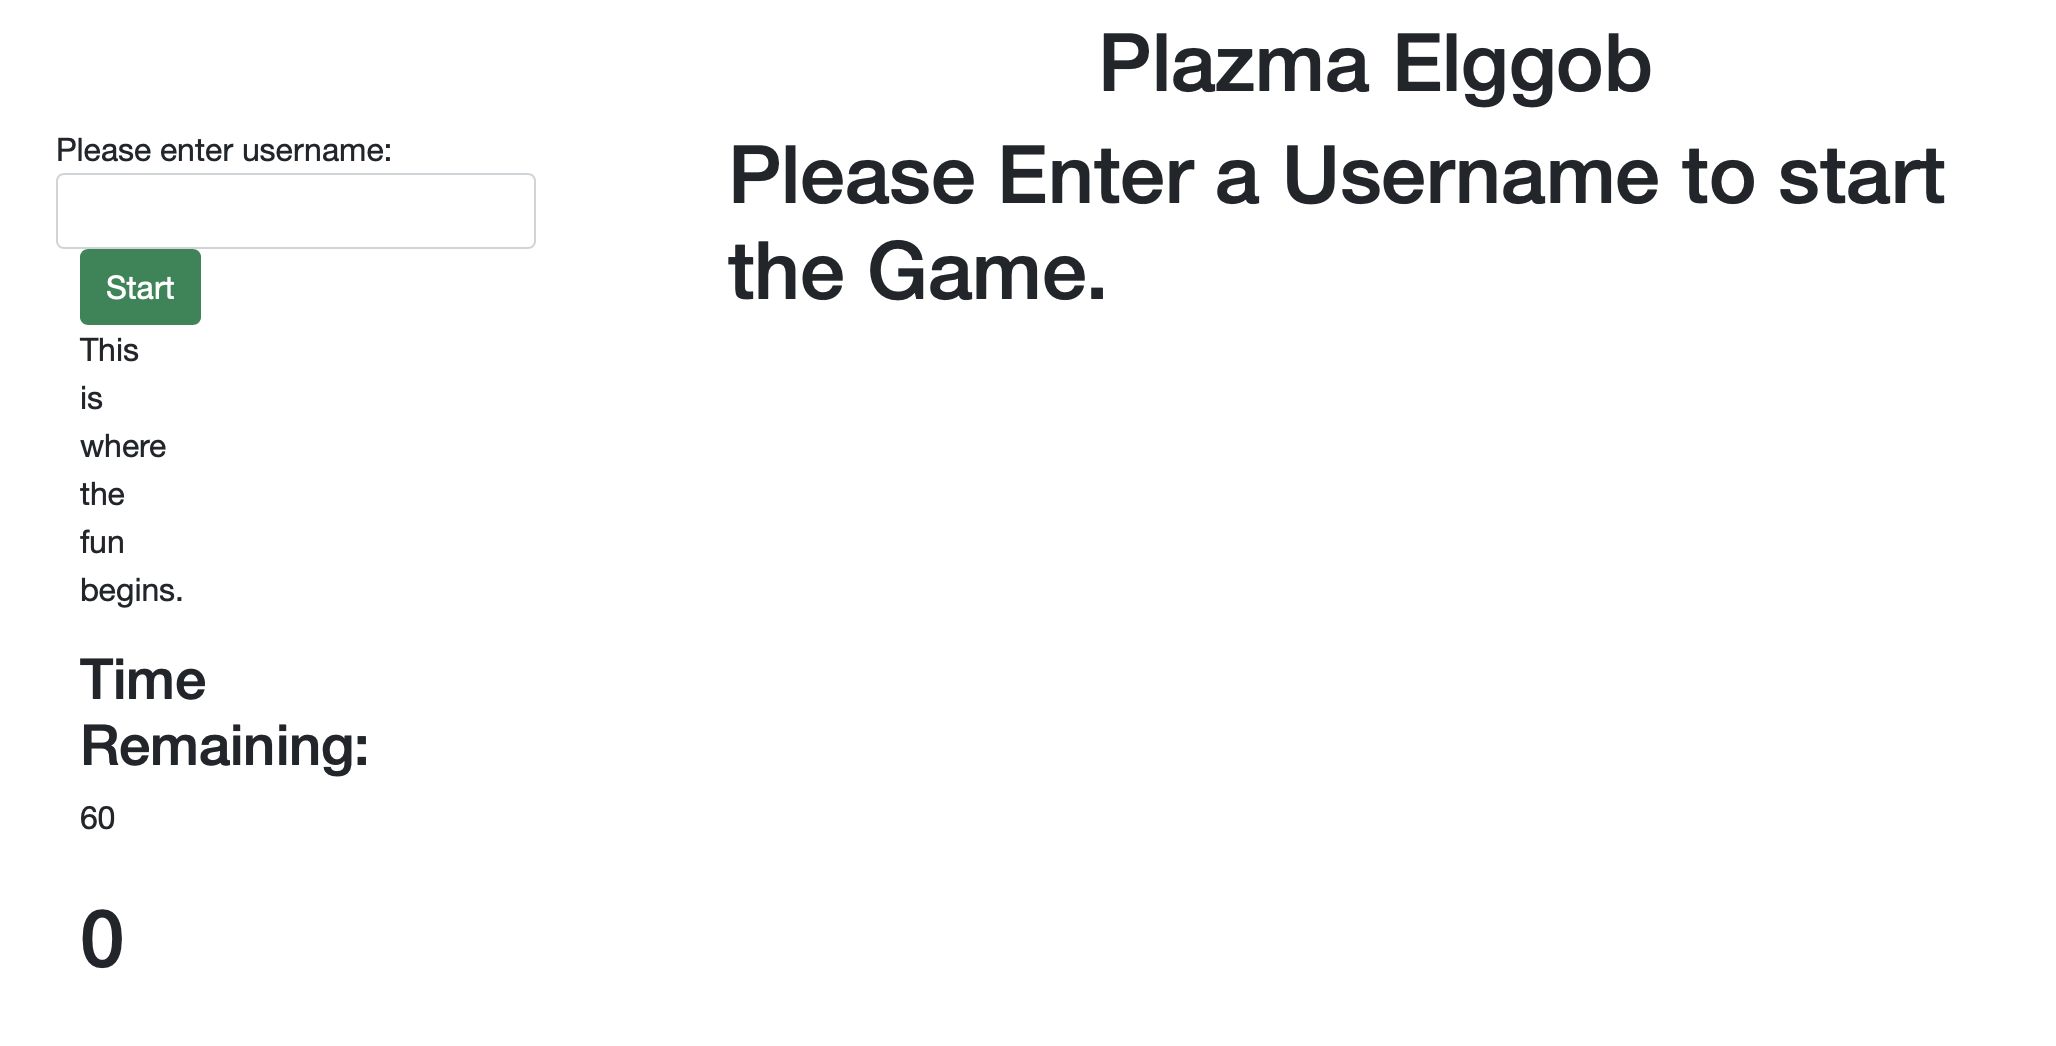 Plazma Elggob
Please enter username:
Start
This
is
where
the
fun
begins.
Time
Remaining:
60
0
Please Enter a Username to start
the Game.